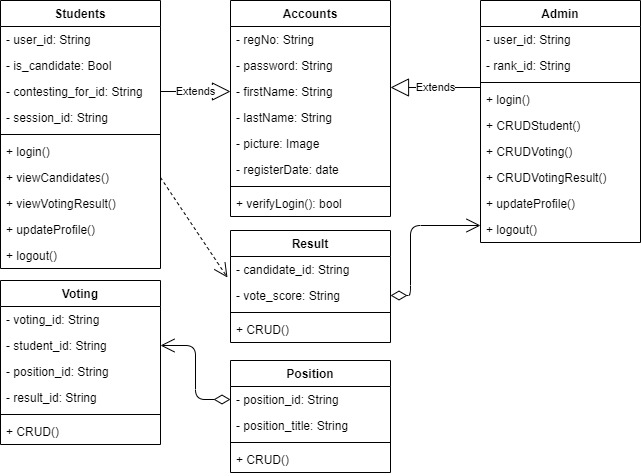 Students
- user_id: String
- is_candidate: Bool
- contesting_for_id: String
- session_id: String
+ login()
+ viewCandidates()
+ viewVotingResult()
+ updateProfile()
+ logout()
Extends
Accounts
- regNo: String
- password: String
- firstName: String
- lastName: String
- picture: Image
- registerDate: date
+ verifyLogin(): bool
Extends
Admin
- user_id: String
- rank_id: String
+ login()
+ CRUDStudent()
+ CRUDVoting()
+ CRUDVotingResult()
+ updateProfile()
+ logout()
Result
- candidate_id: String
- vote_score: String
+ CRUD()
Voting
- voting_id: String
- student_id: String
- position_id: String
- result_id: String
+ CRUD()
Position
- position_id: String
- position_title: String
+ CRUD()